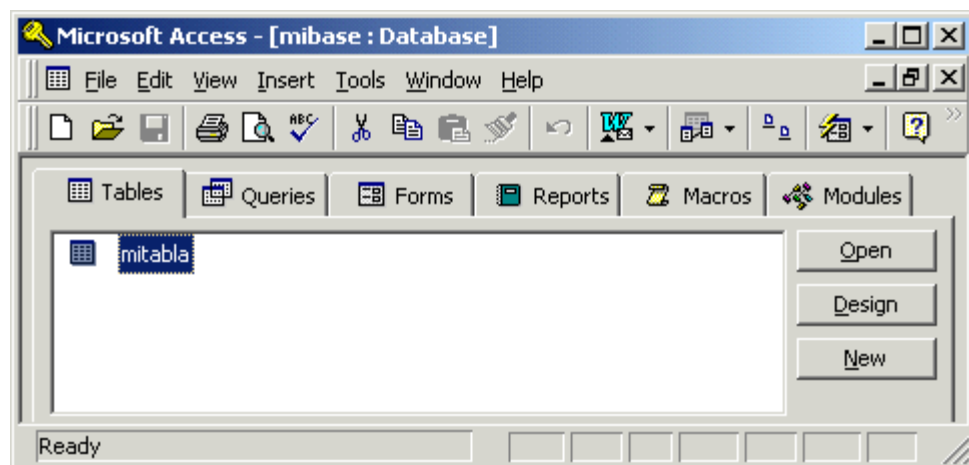 Microsoft Access - [mibase : Database]
File Edit View Insert Tools Window Help
ABC W
Tables Queries Forms Reports Macros Modules
mitabla
Open
Design
New
Ready